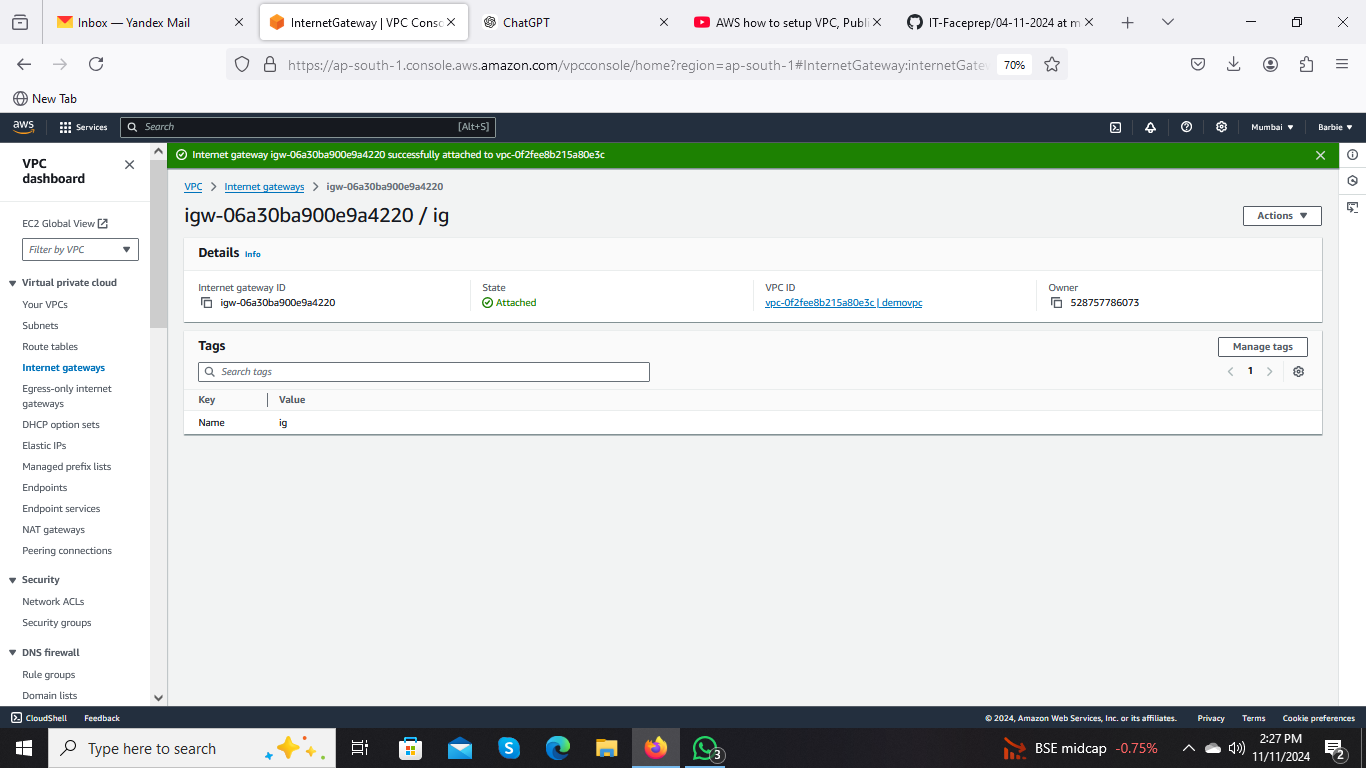 Inbox — Yandex Mail
InternetGateway | VPC Consc
ChatGPT
AWS how to setup VPC, Publi
IT-Faceprep/04-11-2024 at m
https://ap-south-1.console.aws.amazon.com/vpcconsole/home?region=ap-south-1#InternetGateway:internetGatew
70%
New Tab
aws
Services
Search
[Alt+S]
Mumbai
Barbie
VPC
dashboard
EC2 Global View
Filter by VPC
Virtual private cloud
Your VPCs
Subnets
Route tables
Internet gateways
Egress-only internet
gateways
DHCP option sets
Elastic IPs
Managed prefix lists
Endpoints
Endpoint services
NAT gateways
Peering connections
Security
Network ACLs
Security groups
DNS firewall
Rule groups
Domain lists
Internet gateway igw-06a30ba900e9a4220 successfully attached to vpc-0f2fee8b215a80e3c
VPC
Internet gateways
igw-06a30ba900e9a4220
igw-06a30ba900e9a4220 / ig
Actions
Details
Info
Internet gateway ID
igw-06a30ba900e9a4220
State
Attached
VPC ID
vpc-0f2fee8b215a80e3c | demovpc
Owner
528757786073
Tags
Manage tags
Search tags
1
Key
Value
Name
ig
CloudShell
Feedback
© 2024, Amazon Web Services, Inc. or its affiliates.
Privacy
Terms
Cookie preferences
Type here to search
3
BSE midcap
-0.75%
2:27 PM
11/11/2024
2